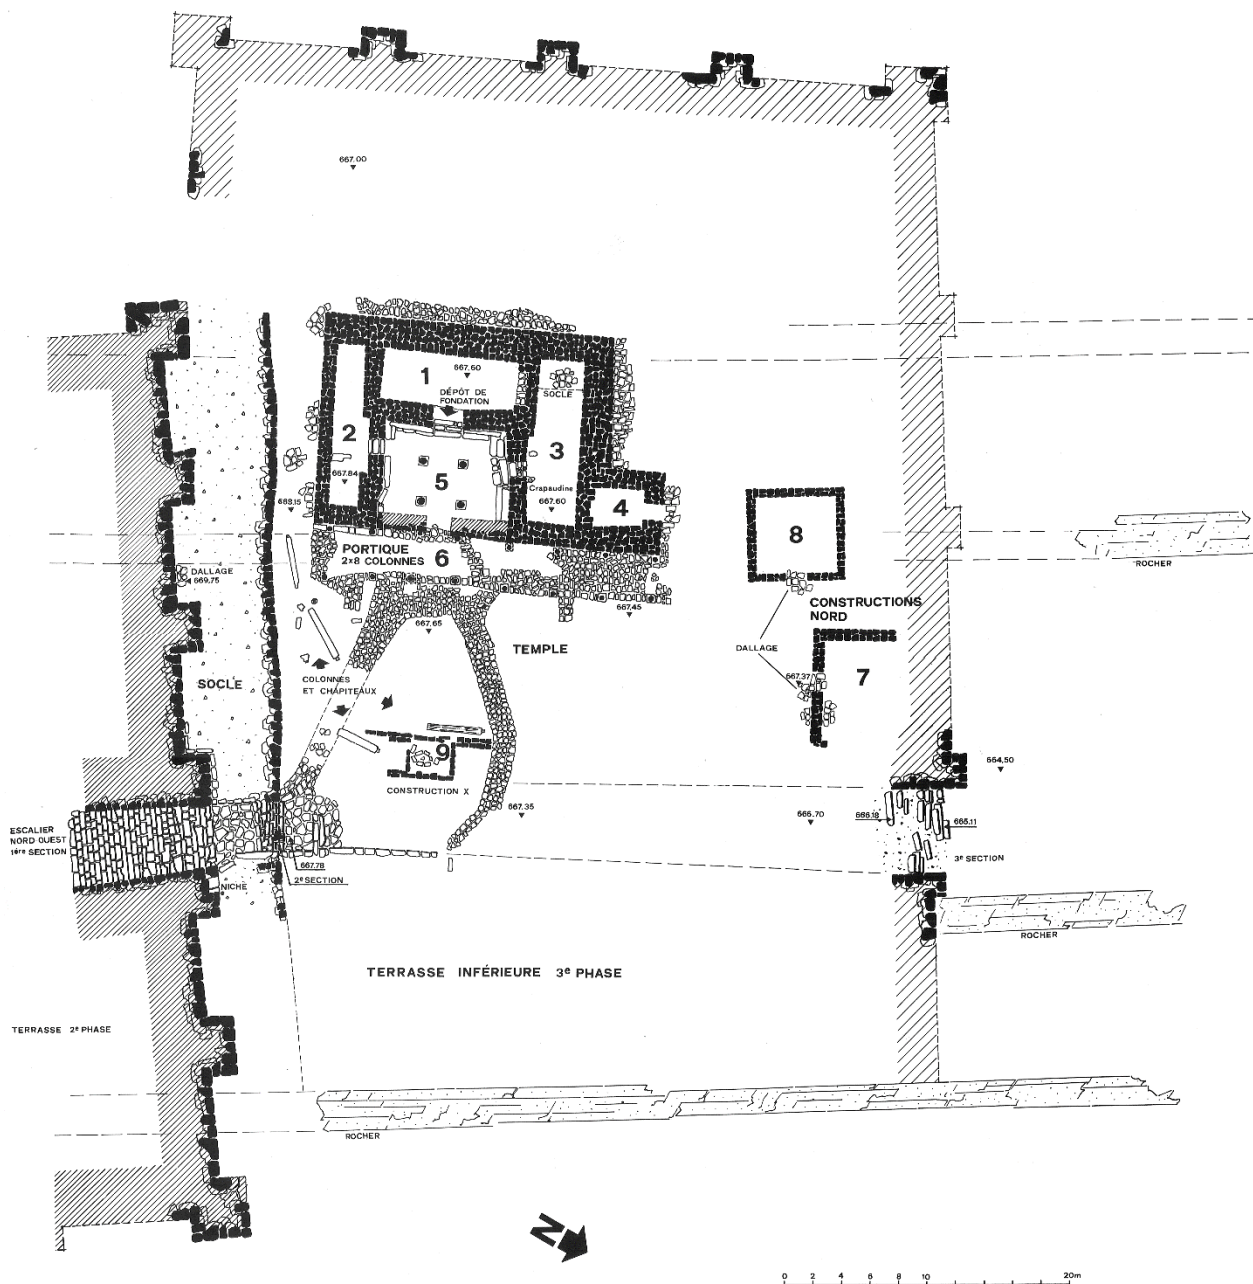 667.00
1
667.60
DÉPÔT DE
FONDATION
SOCLE
2
3
667.84
5
Crapaudine
667.60
4
668.15
8
PORTIQUE
2×8 COLONNES
6
ROCHER
DALLAGE
669.75
CONSTRUCTIONS
NORD
667.45
667.65
TEMPLE
DALLAGE
667.37
7
SOCLE
COLONNES
ET CHAPITEAUX
9
CONSTRUCTION X
664.50
667.35
666.70
666.18
665.11
ESCALIER
NORD-OUEST
1ère SECTION
667.78
2e SECTION
3e SECTION
NICHE
ROCHER
TERRASSE INFÉRIEURE 3e PHASE
TERRASSE 2e PHASE
ROCHER
N
0 2 4 6 8 10 20m